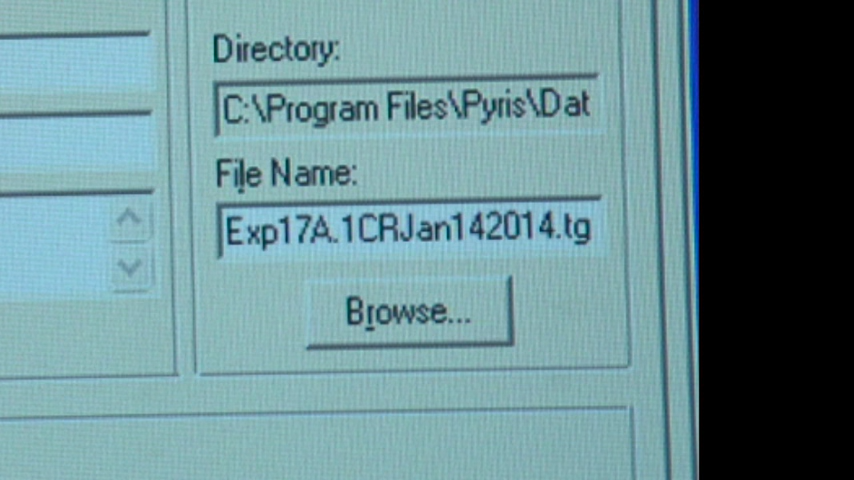 Directory:
C:\Program Files\Pyris\Dat
File Name:
Exp17A.1CRJan142014.tg
Browse...